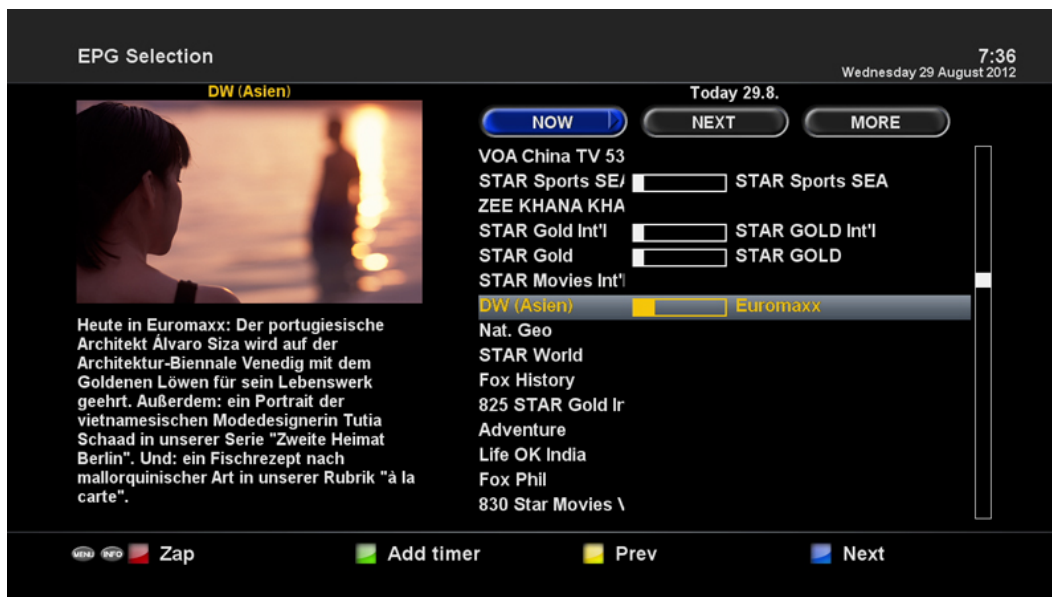 EPG Selection
7:36
Wednesday 29 August 2012
DW (Asien)
Heute in Euromaxx: Der portugiesische
Architekt Álvaro Siza wird auf der
Architektur-Biennale Venedig mit dem
Goldenen Löwen für sein Lebenswerk
geehrt. Außerdem: ein Portrait der
vietnamesischen Modedesignerin Tutia
Schaad in unserer Serie "Zweite Heimat
Berlin". Und: ein Fischrezept nach
mallorquinischer Art in unserer Rubrik "à la
carte".
Today 29.8.
NOW NEXT MORE
VOA China TV 53
STAR Sports SEA STAR Sports SEA
ZEE KHANA KHA
STAR Gold Int'l STAR GOLD Int'l
STAR Gold STAR GOLD
STAR Movies Int'l
DW (Asien) Euromaxx
Nat. Geo
STAR World
Fox History
825 STAR Gold In
Adventure
Life OK India
Fox Phil
830 Star Movies
MENU INFO Zap Add timer Prev Next